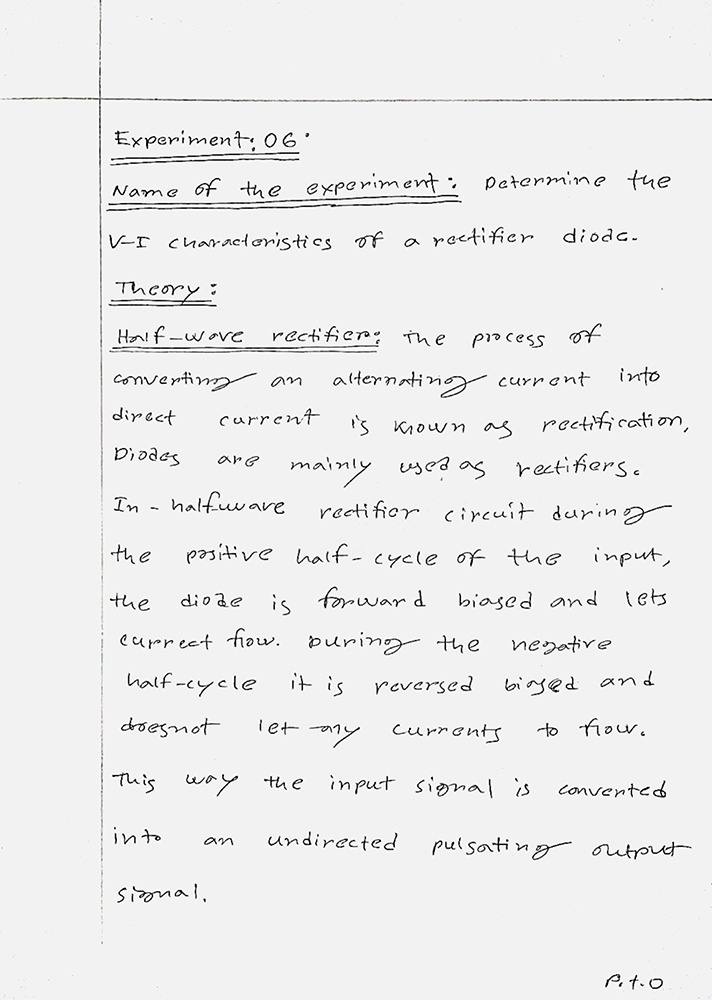 Experiment: 06.
Name of the experiment: Determine the
V-I characteristics of a rectifier diode.
Theory:
Half-wave rectifier: The process of
converting an alternating current into
direct current is known as rectification,
Diodes are mainly used as rectifiers.
In-halfwave rectifier circuit during
the positive half-cycle of the input,
the diode is forward biased and lets
currect flow. During the negative
half-cycle it is reversed biased and
doesnot let any currents to flow.
This way the input signal is converted
into an undirected pulsating output
signal.
P.t.O